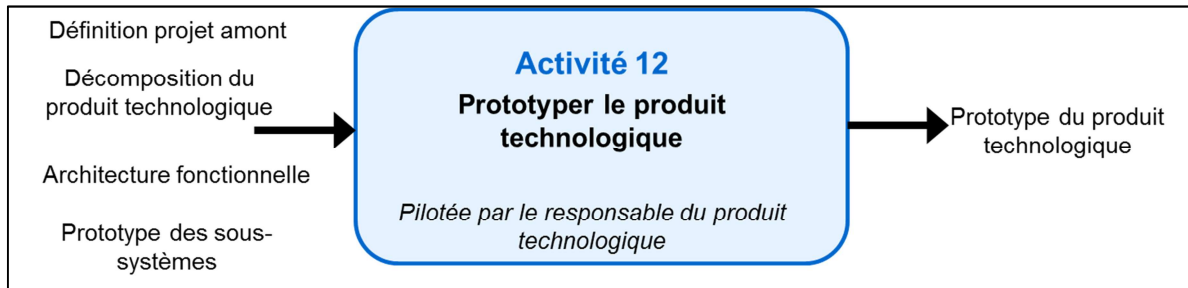 Définition projet amont
Décomposition du
produit technologique
Architecture fonctionnelle
Prototype des sous-
systèmes
Activité 12
Prototyper le produit
technologique
Pilotée par le responsable du produit
technologique
Prototype du produit
technologique